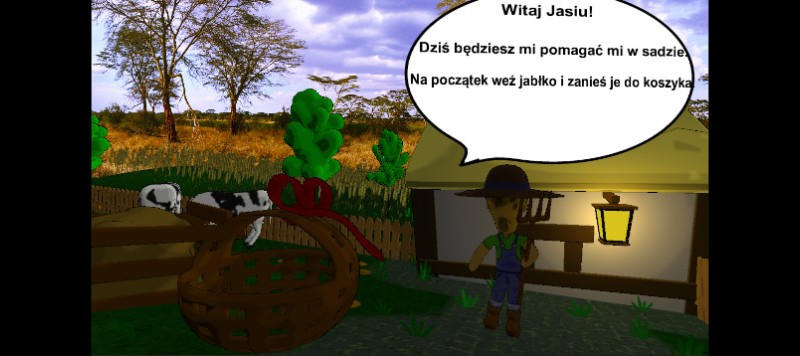 Witaj Jasiu!
Dziś będziesz mi pomagać mi w sadzie.
Na początek weź jabłko i zanieś je do koszyka.